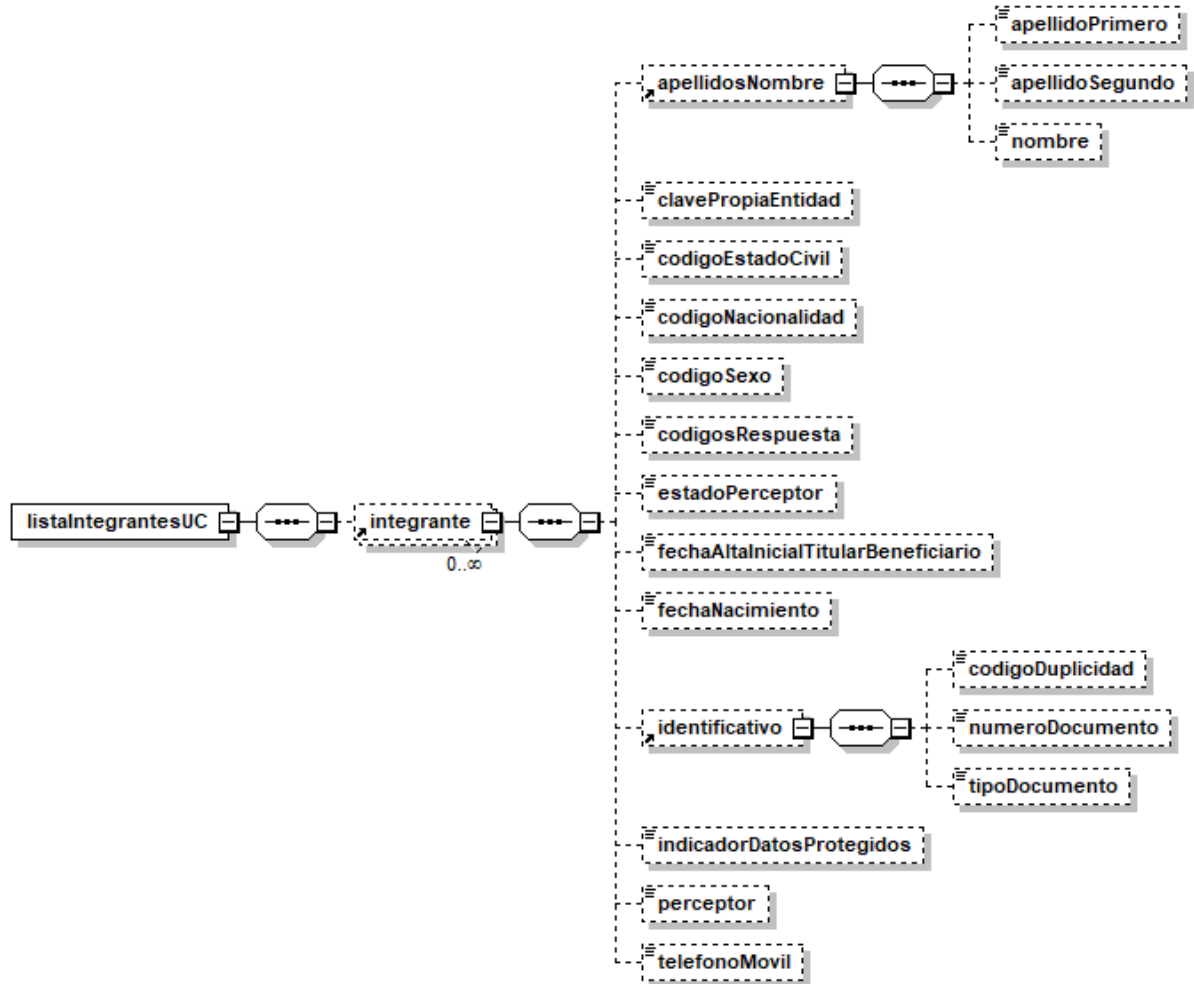 apellidoPrimero
apellidosNombre
apellidoSegundo
nombre
clavePropiaEntidad
codigoEstadoCivil
codigoNacionalidad
codigoSexo
codigosRespuesta
estadoPerceptor
listaIntegrantesUC
integrante
0..∞
fechaAltaInicialTitularBeneficiario
fechaNacimiento
codigoDuplicidad
identificativo
numeroDocumento
tipoDocumento
indicadorDatosProtegidos
perceptor
telefonoMovil